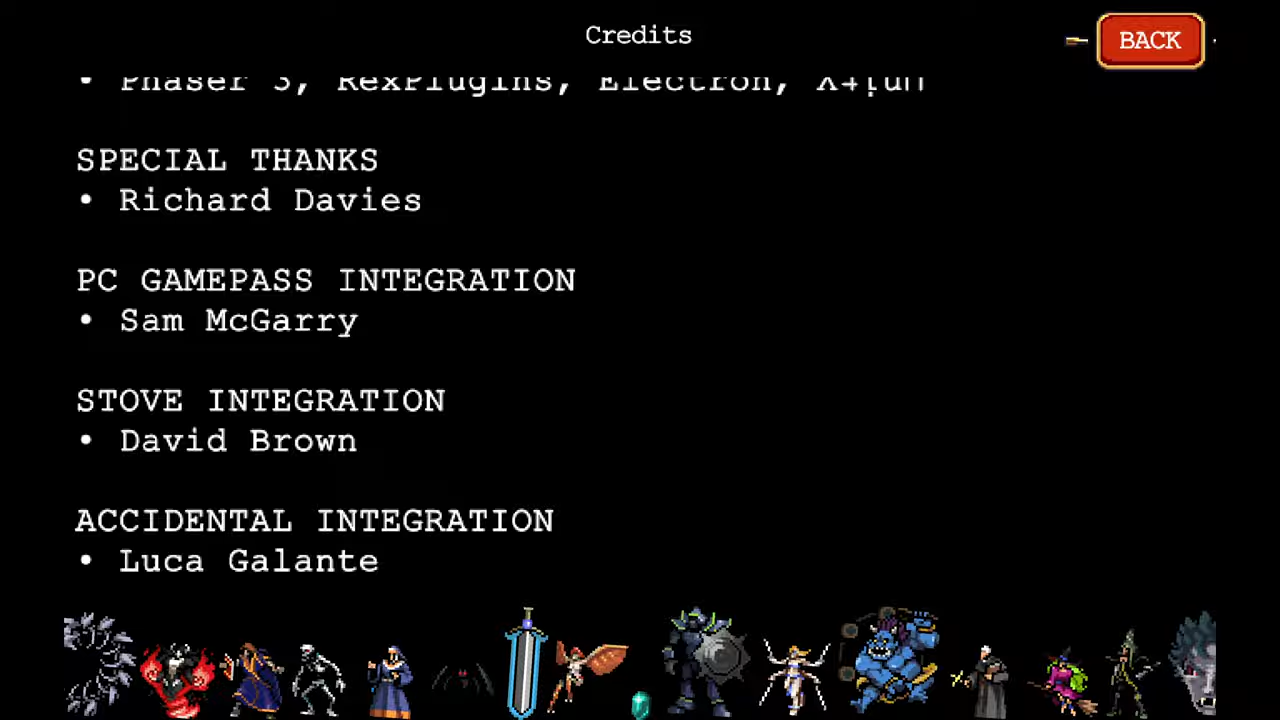 Credits
BACK
• Phaser 3, RexPlugins, Electron,
SPECIAL THANKS
• Richard Davies
PC GAMEPASS INTEGRATION
• Sam McGarry
STOVE INTEGRATION
• David Brown
ACCIDENTAL INTEGRATION
• Luca Galante